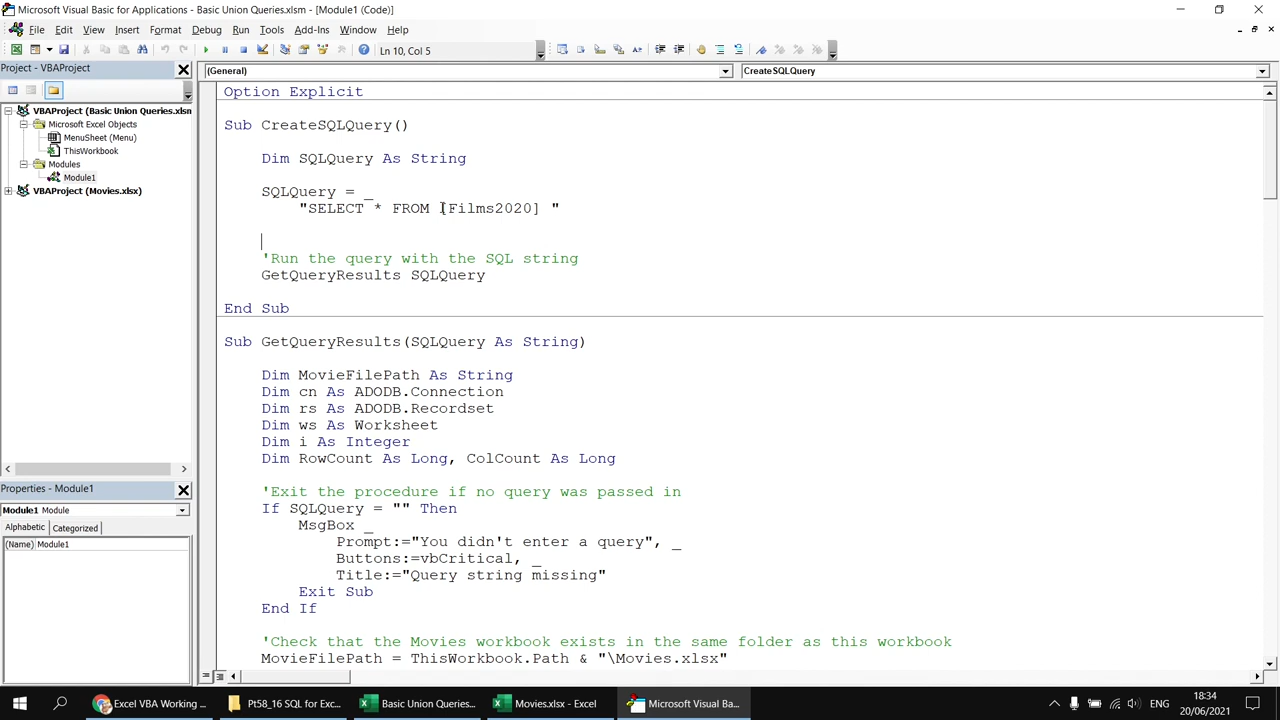 Microsoft Visual Basic for Applications - Basic Union Queries.xlsm - [Module1 (Code)]
File Edit View Insert Format Debug Run Tools Add-Ins Window Help
Ln 10, Col 5
Project - VBAProject
(General)
CreateSQLQuery
VBAProject (Basic Union Queries.xlsm
Microsoft Excel Objects
MenuSheet (Menu)
ThisWorkbook
Modules
Module1
VBAProject (Movies.xlsx)
Properties - Module1
Module1 Module
Alphabetic Categorized
(Name) Module1
Option Explicit
Sub CreateSQLQuery()
Dim SQLQuery As String
SQLQuery = _
"SELECT * FROM [Films2020] "
'Run the query with the SQL string
GetQueryResults SQLQuery
End Sub
Sub GetQueryResults(SQLQuery As String)
Dim MovieFilePath As String
Dim cn As ADODB.Connection
Dim rs As ADODB.Recordset
Dim ws As Worksheet
Dim i As Integer
Dim RowCount As Long, ColCount As Long
'Exit the procedure if no query was passed in
If SQLQuery = "" Then
MsgBox _
Prompt:="You didn't enter a query", _
Buttons:=vbCritical, _
Title:="Query string missing"
Exit Sub
End If
'Check that the Movies workbook exists in the same folder as this workbook
MovieFilePath = ThisWorkbook.Path & "\Movies.xlsx"
Excel VBA Working ...
Pt58_16 SQL for Exc...
Basic Union Queries...
Movies.xlsx - Excel
Microsoft Visual Ba...
ENG
18:34
20/06/2021